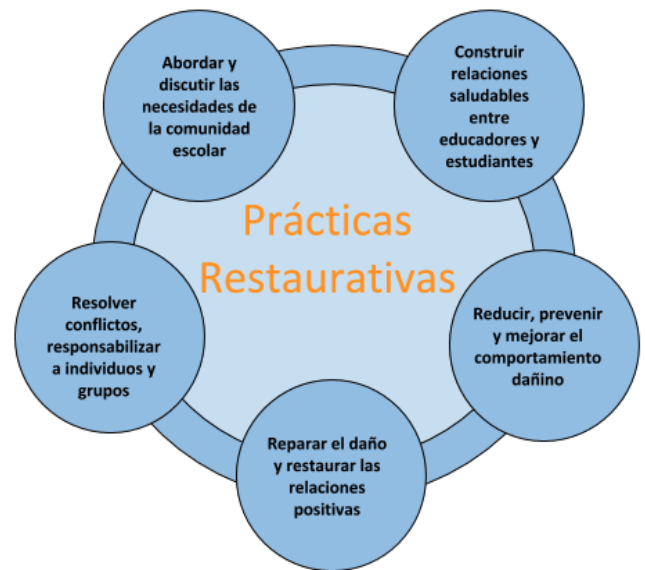 Abordar y
discutir las
necesidades de
la comunidad
escolar
Construir
relaciones
saludables
entre
educadores y
estudiantes
Prácticas
Restaurativas
Resolver
conflictos,
responsabilizar
a individuos y
grupos
Reducir, prevenir
y mejorar el
comportamiento
dañino
Reparar el daño
y restaurar las
relaciones
positivas